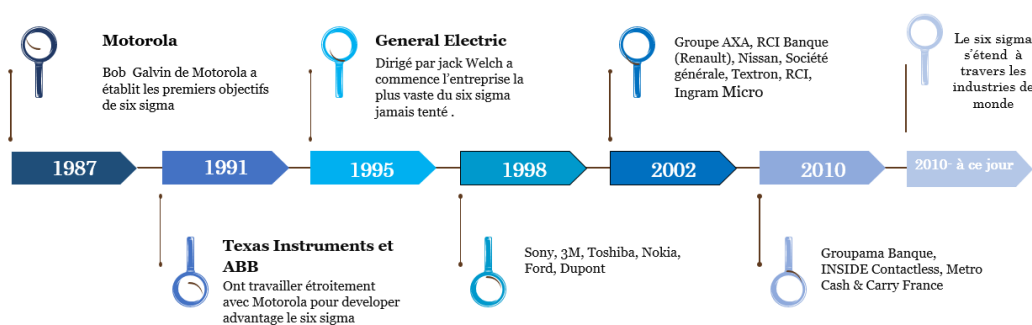 Motorola
Bob Galvin de Motorola a
établit les premiers objectifs
de six sigma
General Electric
Dirigé par jack Welch a
commence l’entreprise la
plus vaste du six sigma
jamais tenté .
Groupe AXA, RCI Banque
(Renault), Nissan, Société
générale, Textron, RCI,
Ingram Micro
Le six sigma
s’étend à
travers les
industries de
monde
1987
1991
1995
1998
2002
2010
2010- à ce jour
Texas Instruments et
ABB
Ont travailler étroitement
avec Motorola pour developer
advantage le six sigma
Sony, 3M, Toshiba, Nokia,
Ford, Dupont
Groupama Banque,
INSIDE Contactless, Metro
Cash & Carry France